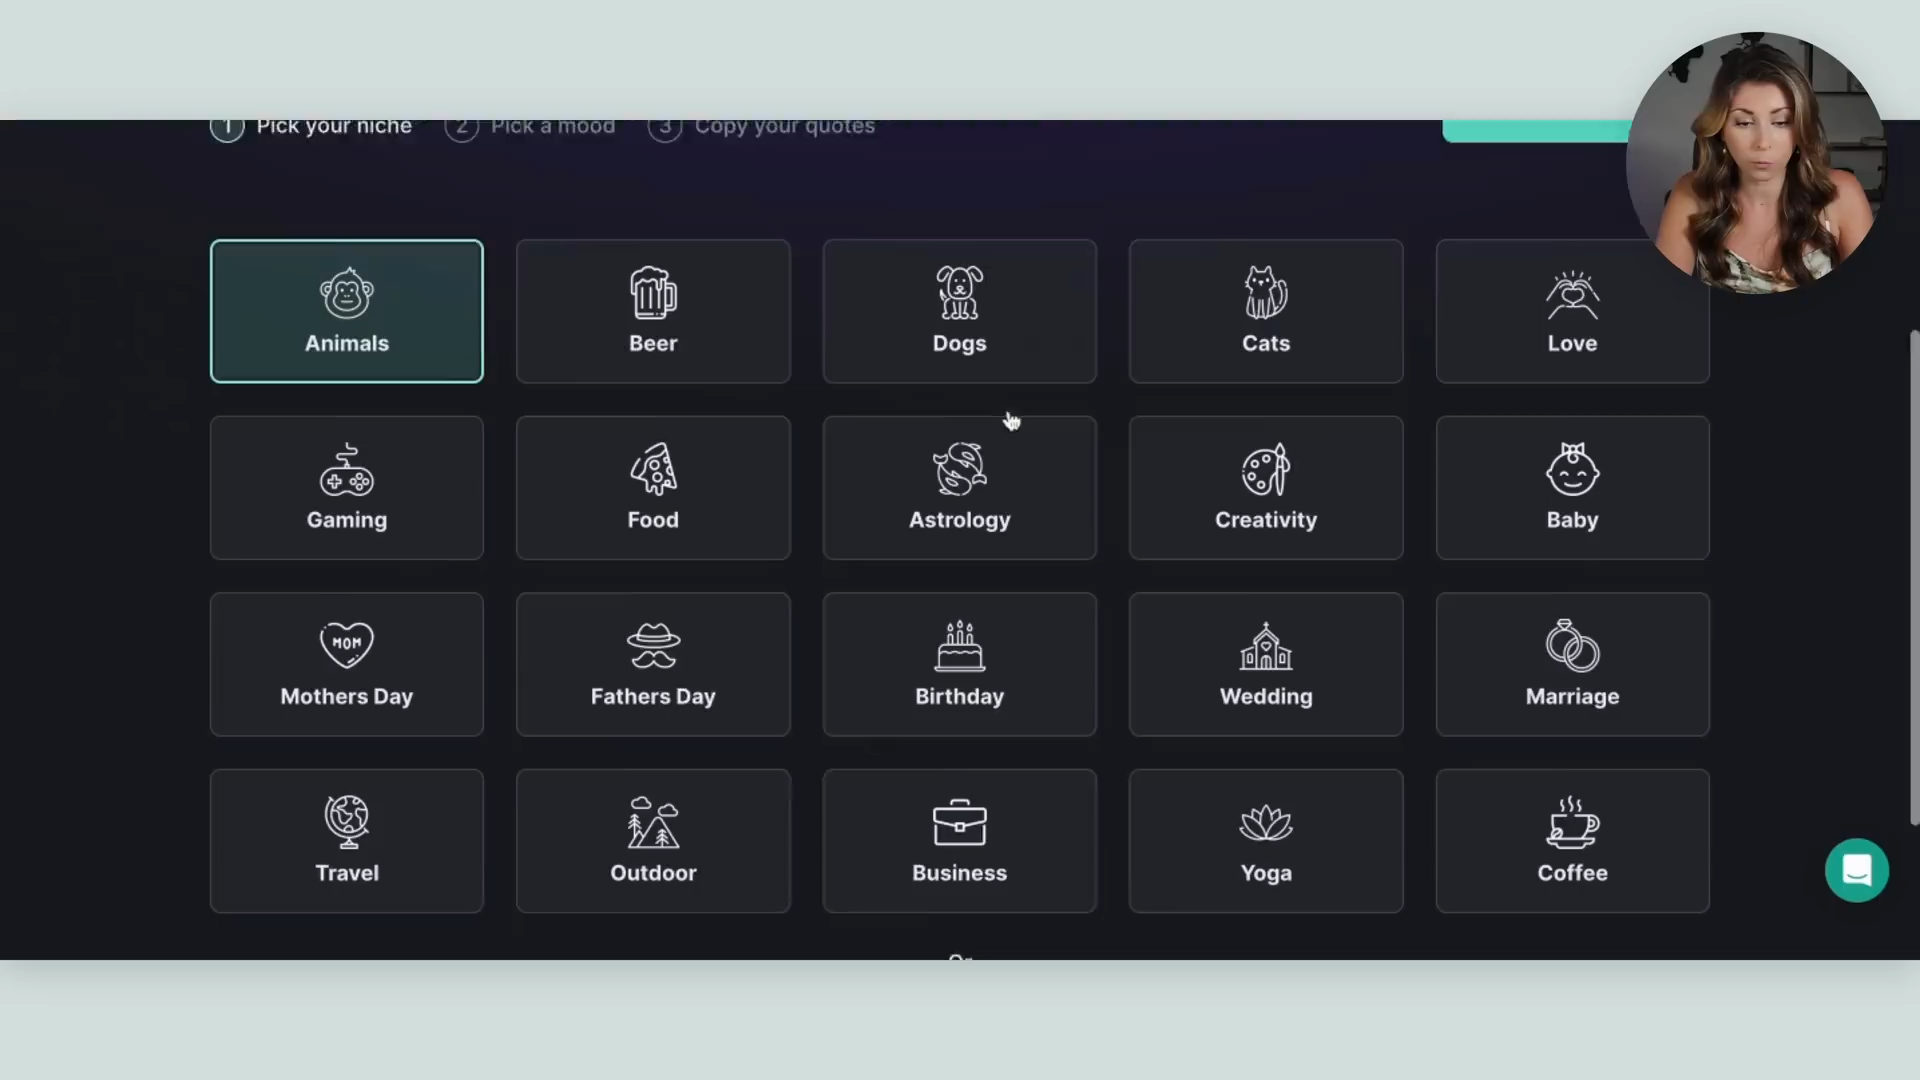 1 Pick your niche 2 Pick a mood 3 Copy your quotes
Animals
Beer
Dogs
Cats
Love
Gaming
Food
Astrology
Creativity
Baby
MOM
Mothers Day
Fathers Day
Birthday
Wedding
Marriage
Travel
Outdoor
Business
Yoga
Coffee